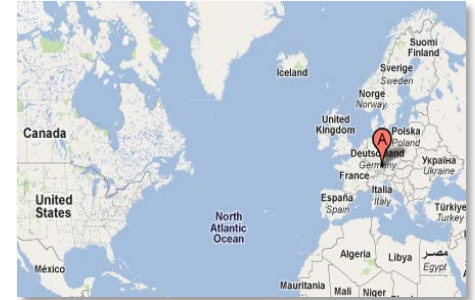 Suomi
Finland
Iceland
Sverige
Sweden
Norge
Norway
United
Kingdom
A
Polska
Poland
Canada
Deutschland
Germany
Україна
Ukraine
France
United
States
Italia
Italy
España
Spain
Türkiye
Turkey
North
Atlantic
Ocean
Algeria
Libya
مصر
Egypt
México
Mauritania
Mali
Niger